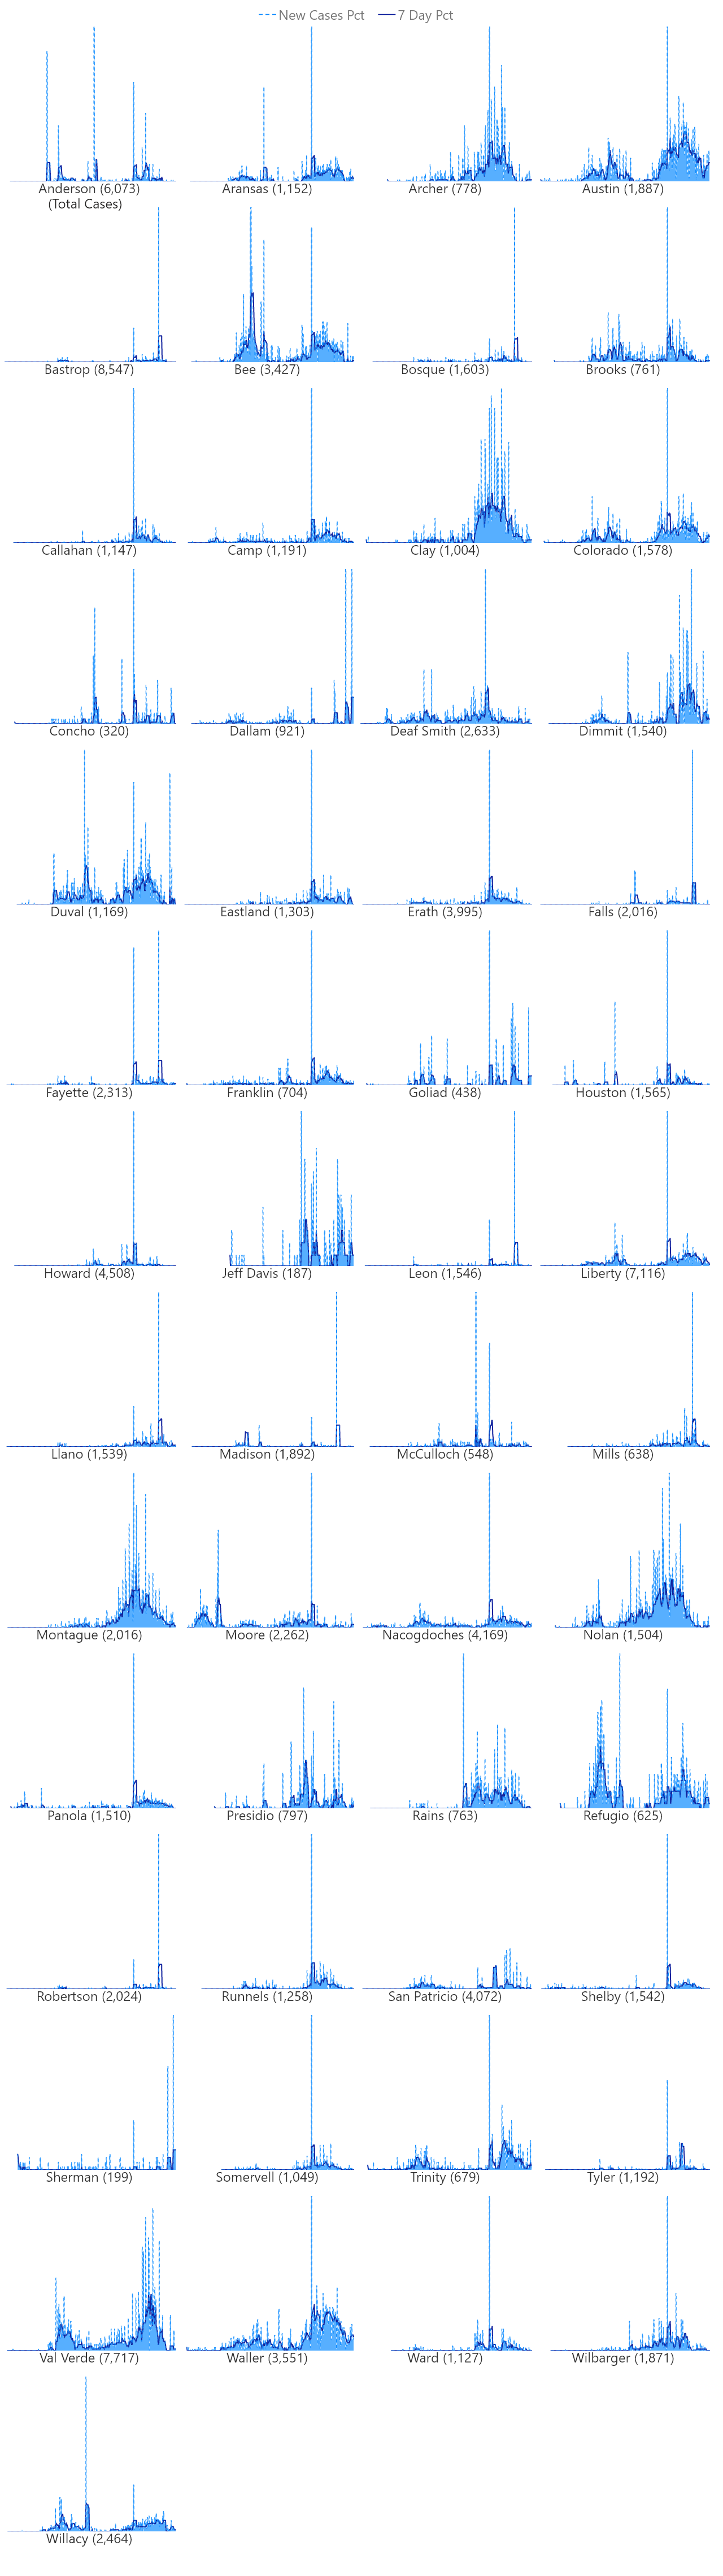 New Cases Pct 7 Day Pct
Anderson (6,073) Aransas (1,152) Archer (778) Austin (1,887)
(Total Cases)
Bastrop (8,547) Bee (3,427) Bosque (1,603) Brooks (761)
Callahan (1,147) Camp (1,191) Clay (1,004) Colorado (1,578)
Concho (320) Dallam (921) Deaf Smith (2,633) Dimmit (1,540)
Duval (1,169) Eastland (1,303) Erath (3,995) Falls (2,016)
Fayette (2,313) Franklin (704) Goliad (438) Houston (1,565)
Howard (4,508) Jeff Davis (187) Leon (1,546) Liberty (7,116)
Llano (1,539) Madison (1,892) McCulloch (548) Mills (638)
Montague (2,016) Moore (2,262) Nacogdoches (4,169) Nolan (1,504)
Panola (1,510) Presidio (797) Rains (763) Refugio (625)
Robertson (2,024) Runnels (1,258) San Patricio (4,072) Shelby (1,542)
Sherman (199) Somervell (1,049) Trinity (679) Tyler (1,192)
Val Verde (7,717) Waller (3,551) Ward (1,127) Wilbarger (1,871)
Willacy (2,464)